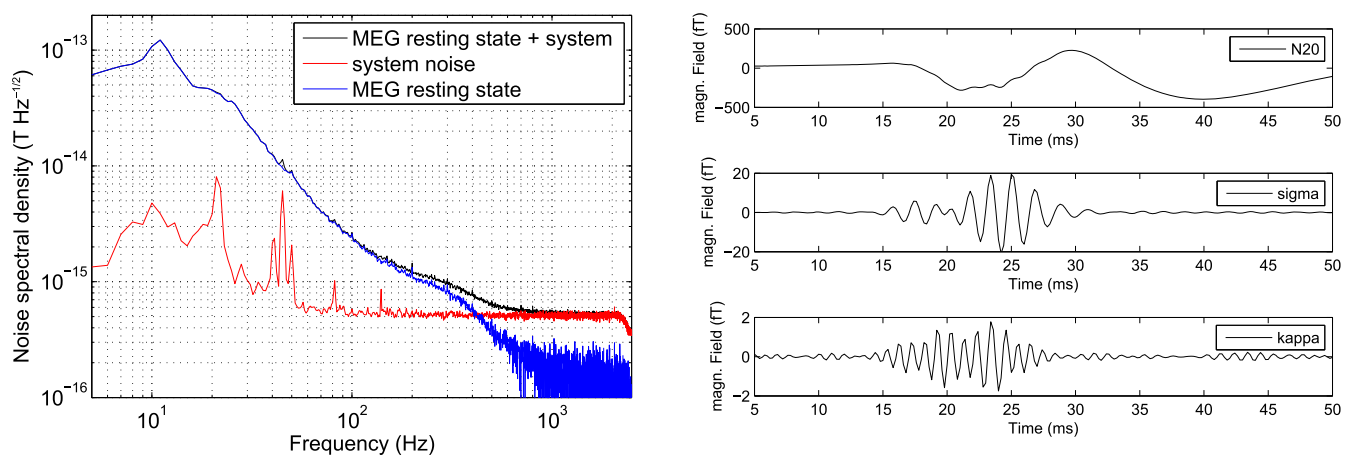 Noise spectral density (T Hz^-1/2)
10^-13
10^-14
10^-15
10^-16
MEG resting state + system
system noise
MEG resting state
10^1
10^2
10^3
Frequency (Hz)
magn. Field (fT)
500
0
−500
N20
5 10 15 20 25 30 35 40 45 50
Time (ms)
magn. Field (fT)
20
0
−20
sigma
5 10 15 20 25 30 35 40 45 50
Time (ms)
magn. Field (fT)
2
0
−2
kappa
5 10 15 20 25 30 35 40 45 50
Time (ms)